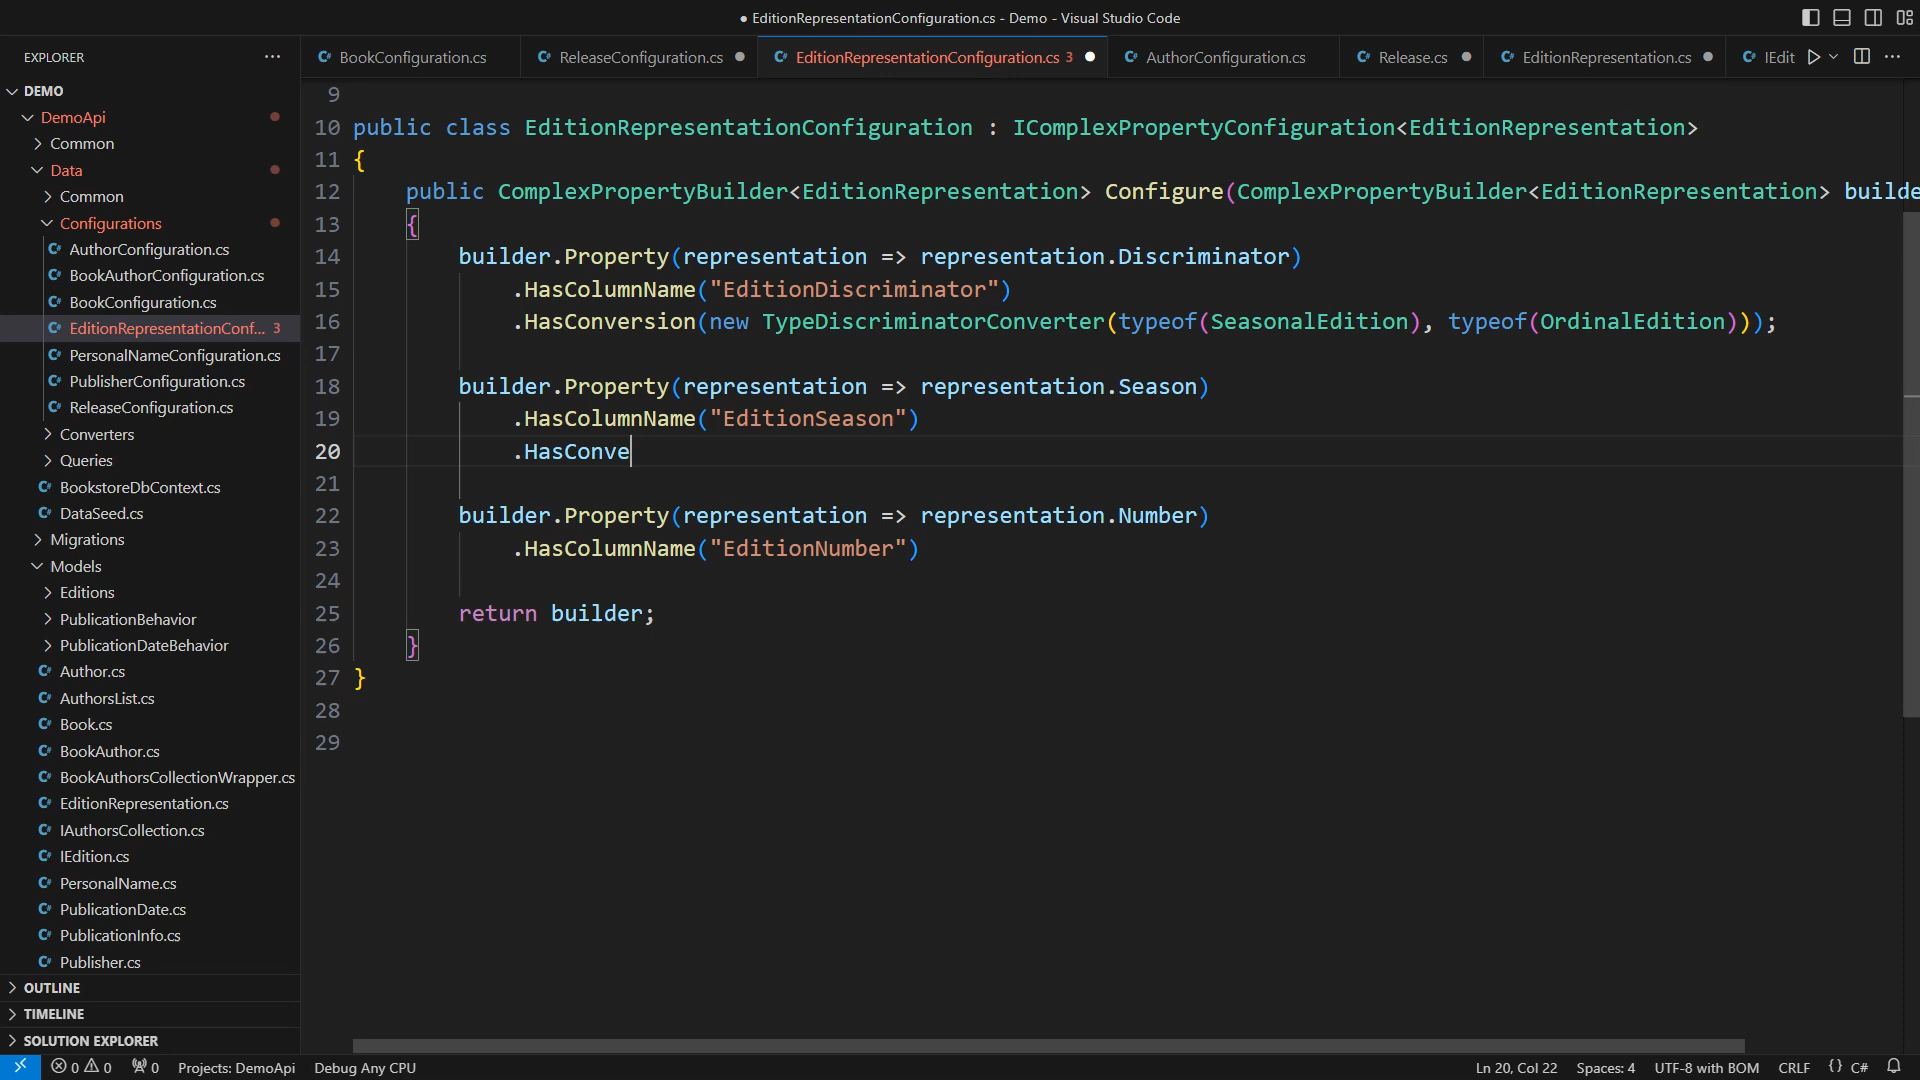 ● EditionRepresentationConfiguration.cs - Demo - Visual Studio Code
EXPLORER
BookConfiguration.cs
ReleaseConfiguration.cs
EditionRepresentationConfiguration.cs 3
AuthorConfiguration.cs
Release.cs
EditionRepresentation.cs
IEdit
DEMO
DemoApi
Common
Data
Common
Configurations
AuthorConfiguration.cs
BookAuthorConfiguration.cs
BookConfiguration.cs
EditionRepresentationConf... 3
PersonalNameConfiguration.cs
PublisherConfiguration.cs
ReleaseConfiguration.cs
Converters
Queries
BookstoreDbContext.cs
DataSeed.cs
Migrations
Models
Editions
PublicationBehavior
PublicationDateBehavior
Author.cs
AuthorsList.cs
Book.cs
BookAuthor.cs
BookAuthorsCollectionWrapper.cs
EditionRepresentation.cs
IAuthorsCollection.cs
IEdition.cs
PersonalName.cs
PublicationDate.cs
PublicationInfo.cs
Publisher.cs
OUTLINE
TIMELINE
SOLUTION EXPLORER
9
10 public class EditionRepresentationConfiguration : IComplexPropertyConfiguration<EditionRepresentation>
11 {
12 public ComplexPropertyBuilder<EditionRepresentation> Configure(ComplexPropertyBuilder<EditionRepresentation> builde
13 {
14 builder.Property(representation => representation.Discriminator)
15 .HasColumnName("EditionDiscriminator")
16 .HasConversion(new TypeDiscriminatorConverter(typeof(SeasonalEdition), typeof(OrdinalEdition)));
17
18 builder.Property(representation => representation.Season)
19 .HasColumnName("EditionSeason")
20 .HasConve
21
22 builder.Property(representation => representation.Number)
23 .HasColumnName("EditionNumber")
24
25 return builder;
26 }
27 }
28
29
0 0 0 Projects: DemoApi Debug Any CPU Ln 20, Col 22 Spaces: 4 UTF-8 with BOM CRLF {} C#